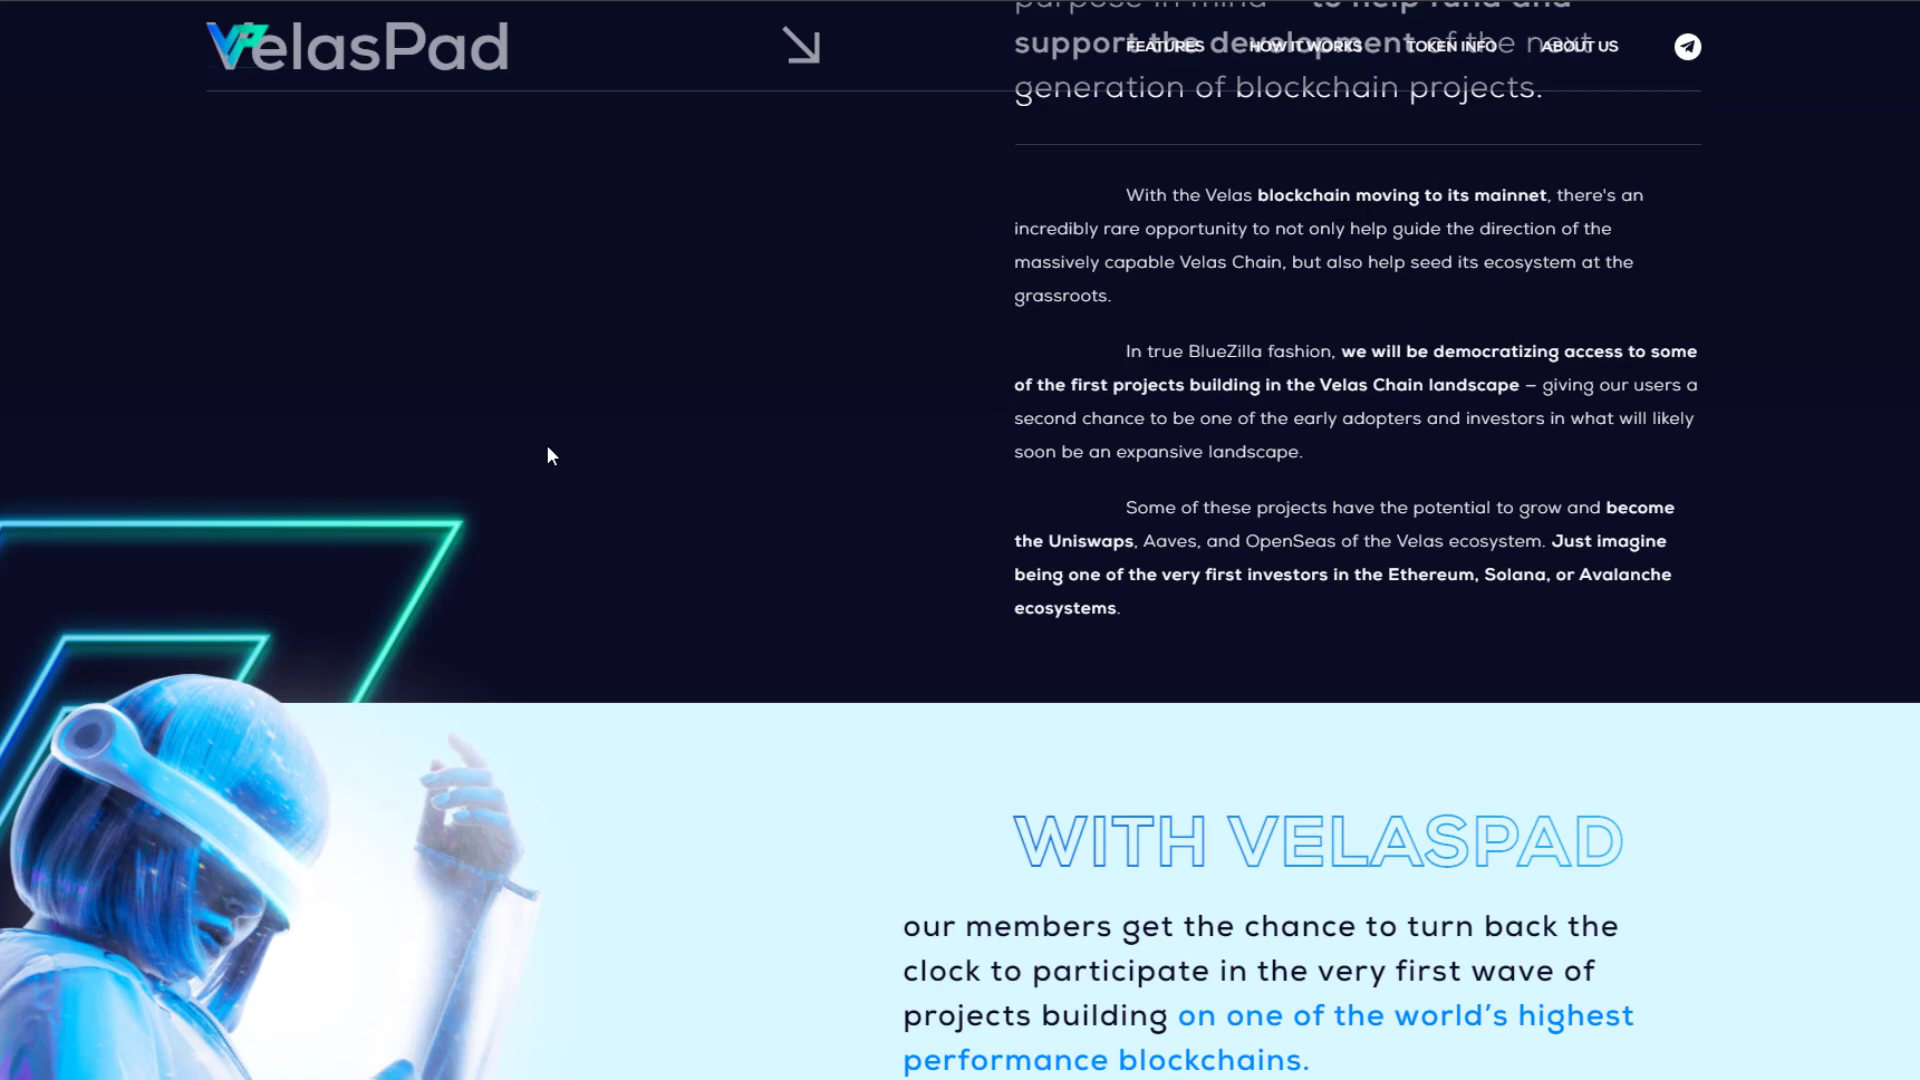 VelasPad
FEATURES
HOW IT WORKS
TOKEN INFO
ABOUT US
purpose in mind — to help fund and
support the development of the next
generation of blockchain projects.
With the Velas blockchain moving to its mainnet, there's an
incredibly rare opportunity to not only help guide the direction of the
massively capable Velas Chain, but also help seed its ecosystem at the
grassroots.
In true BlueZilla fashion, we will be democratizing access to some
of the first projects building in the Velas Chain landscape – giving our users a
second chance to be one of the early adopters and investors in what will likely
soon be an expansive landscape.
Some of these projects have the potential to grow and become
the Uniswaps, Aaves, and OpenSeas of the Velas ecosystem. Just imagine
being one of the very first investors in the Ethereum, Solana, or Avalanche
ecosystems.
WITH VELASPAD
our members get the chance to turn back the
clock to participate in the very first wave of
projects building on one of the world’s highest
performance blockchains.